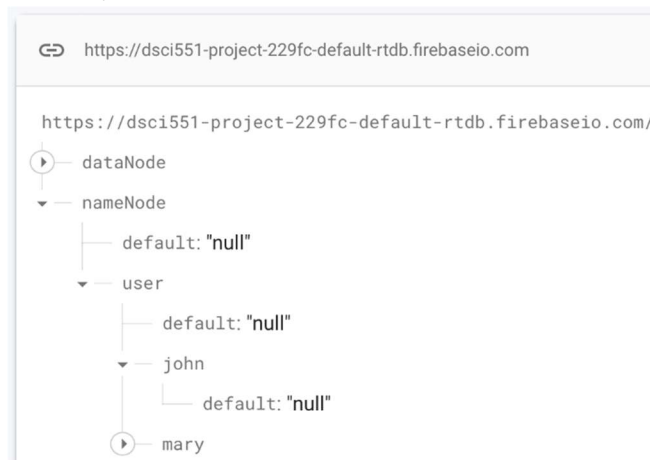 https://dsci551-project-229fc-default-rtdb.firebaseio.com
https://dsci551-project-229fc-default-rtdb.firebaseio.com/
dataNode
nameNode
default: "null"
user
default: "null"
john
default: "null"
mary